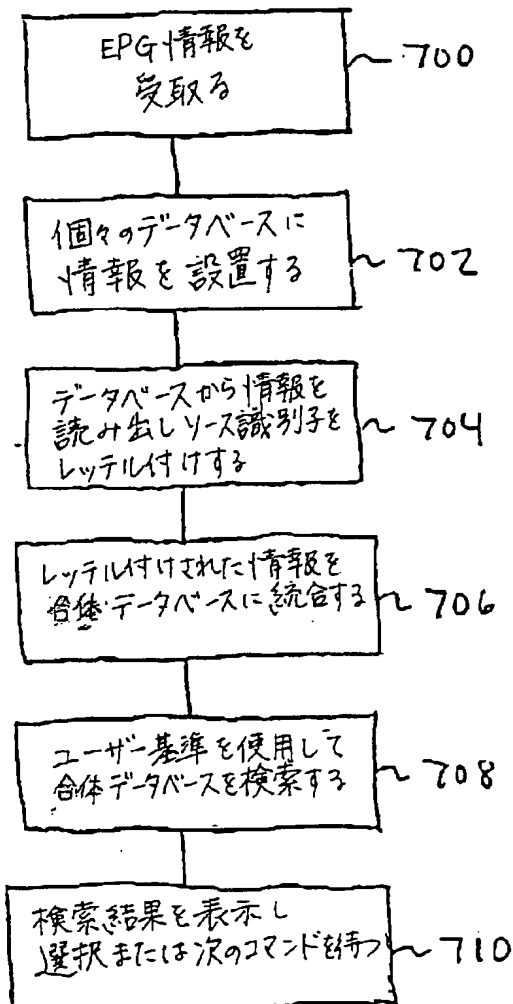 EPG情報を
受取る
700
個々のデータベースに
情報を設置する
702
データベースから情報を
読み出しソース識別子を
レッテル付けする
704
レッテル付けされた情報を
合体データベースに統合する
706
ユーザー基準を使用して
合体データベースを検索する
708
検索結果を表示し
選択または次のコマンドを待つ
710